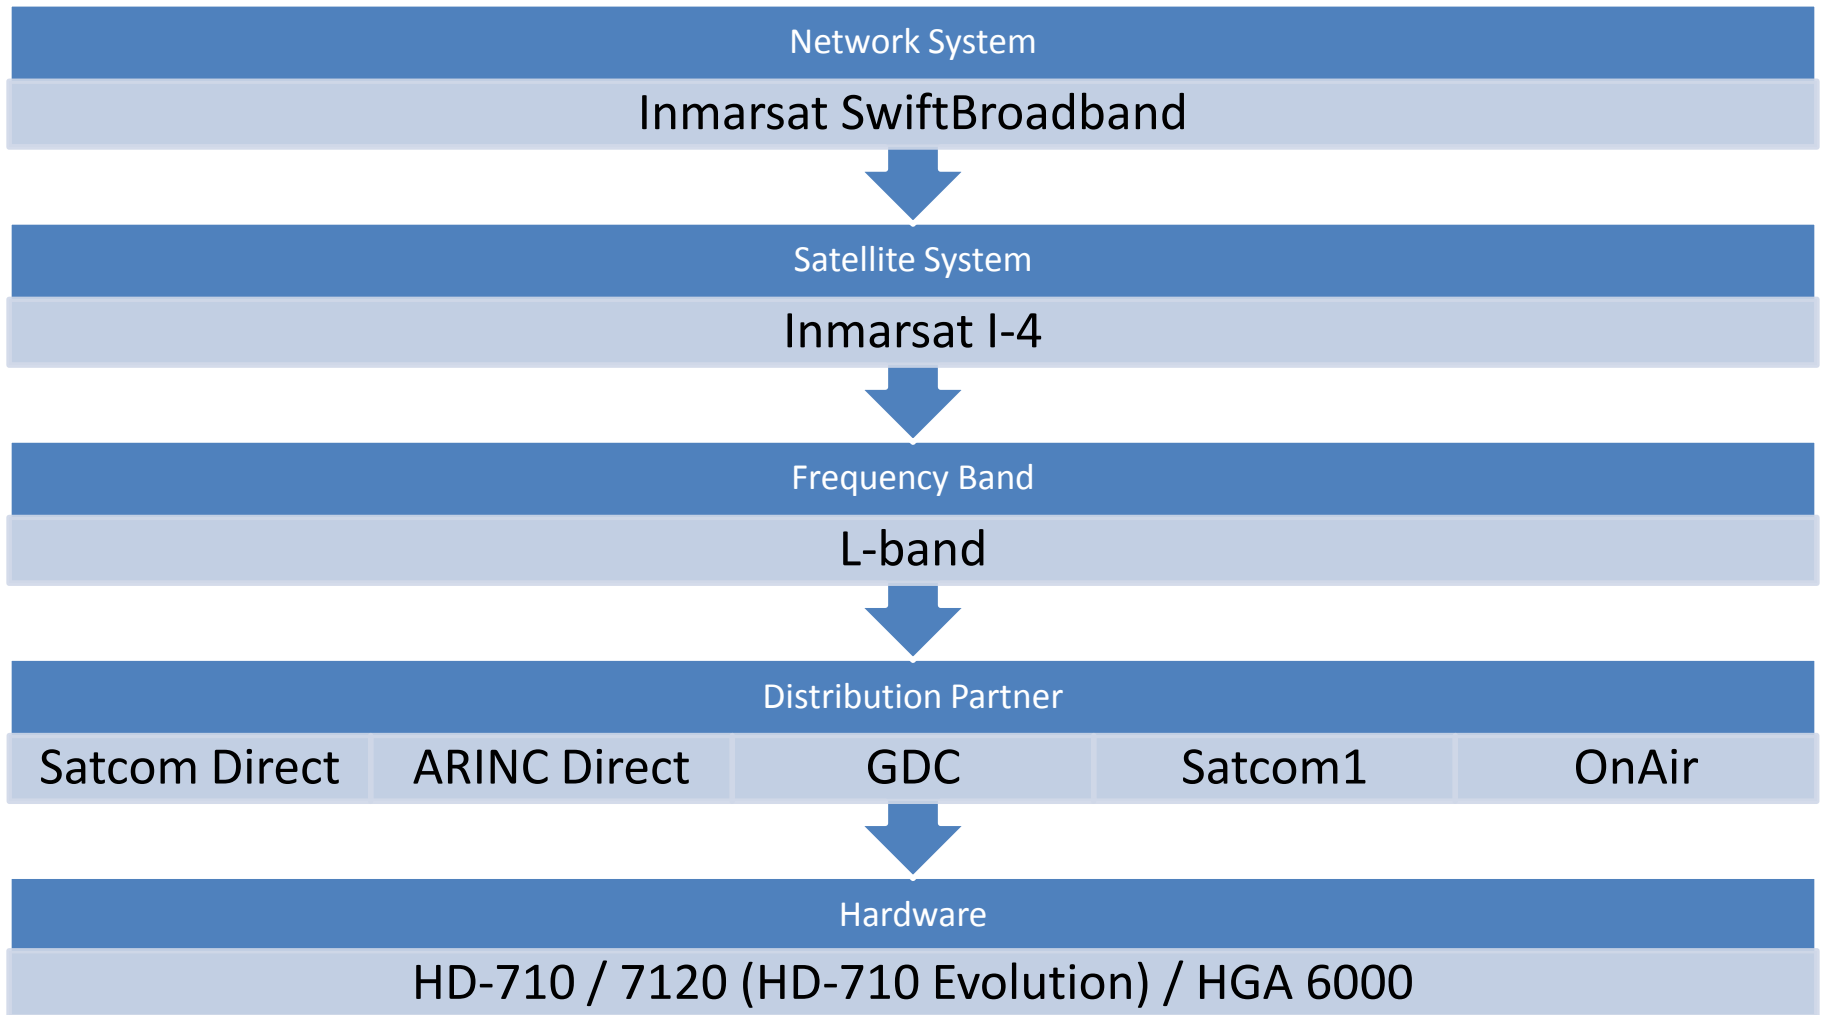 Network System
Inmarsat SwiftBroadband
Satellite System
Inmarsat I-4
Frequency Band
L-band
Distribution Partner
Satcom Direct ARINC Direct GDC Satcom1 OnAir
Hardware
HD-710 / 7120 (HD-710 Evolution) / HGA 6000